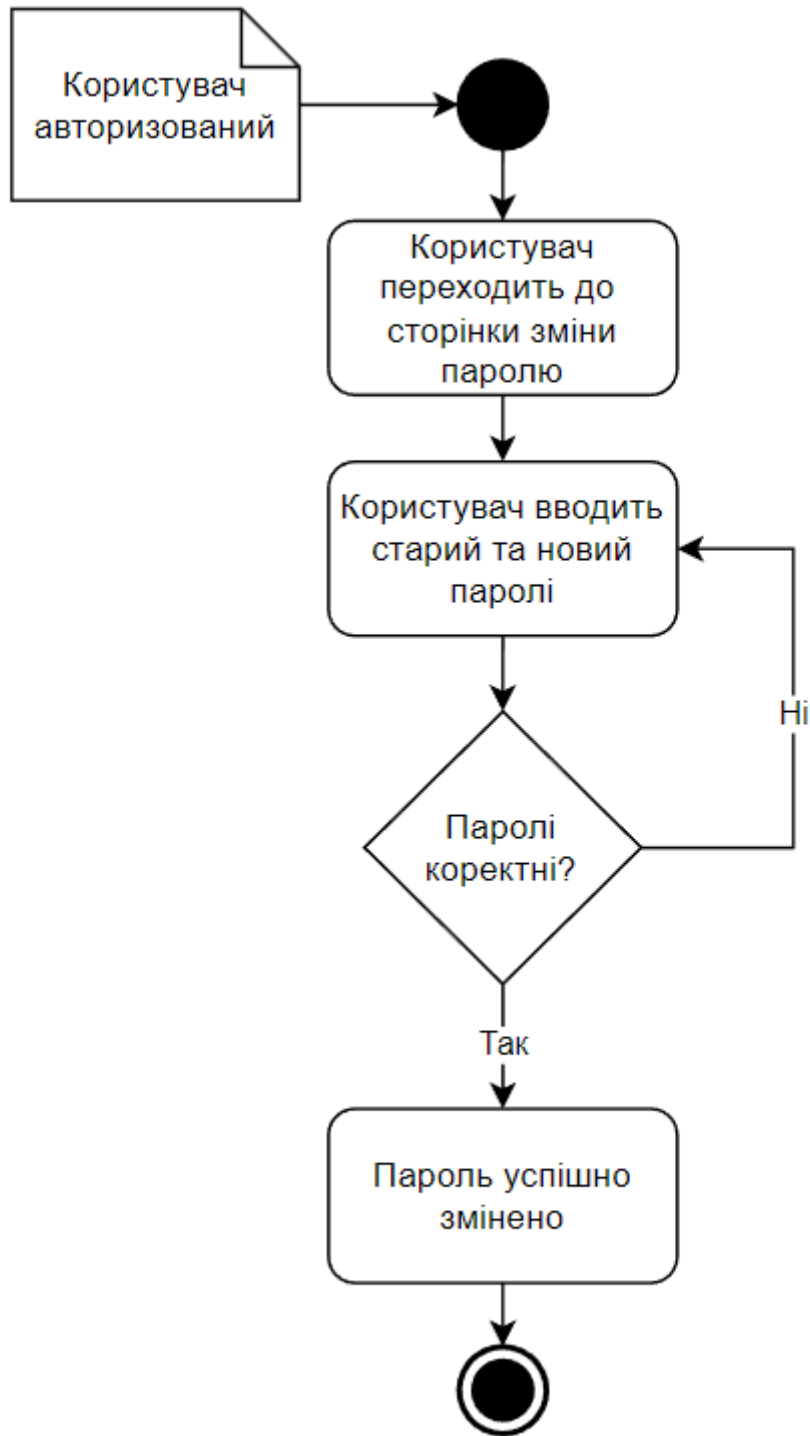 Користувач
авторизований
Користувач
переходить до
сторінки зміни
паролю
Користувач вводить
старий та новий
паролі
Ні
Паролі
коректні?
Так
Пароль успішно
змінено